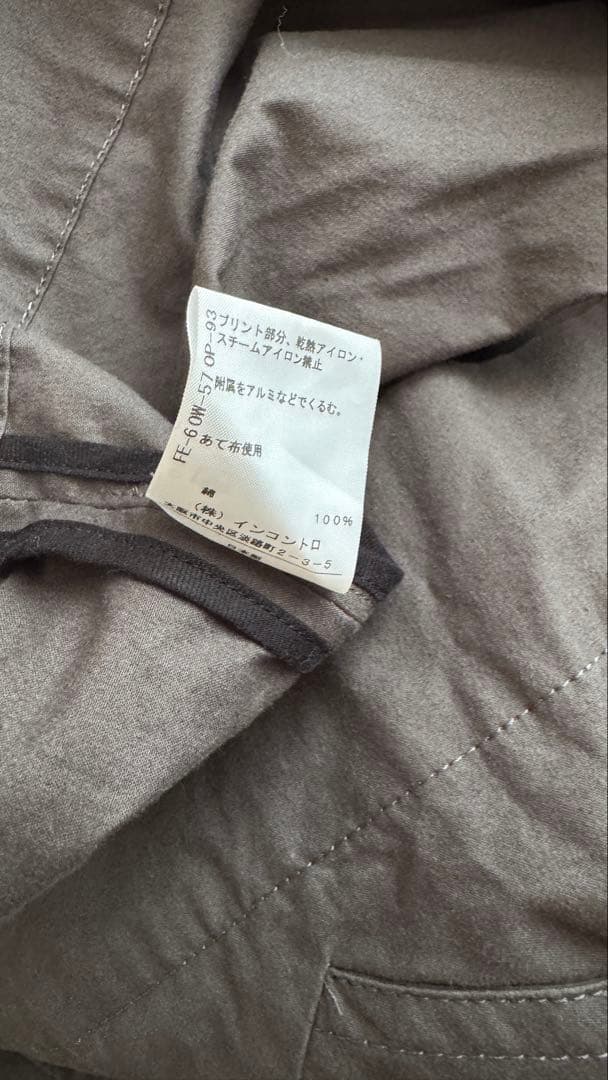 FE-60W-57 OP-93
プリント部分、乾熱アイロン・
スチームアイロン禁止
附属をアルミなどでくるむ。
あて布使用
綿 100%
(株) インコントロ
大阪市中央区淡路町2-3-5
日本製